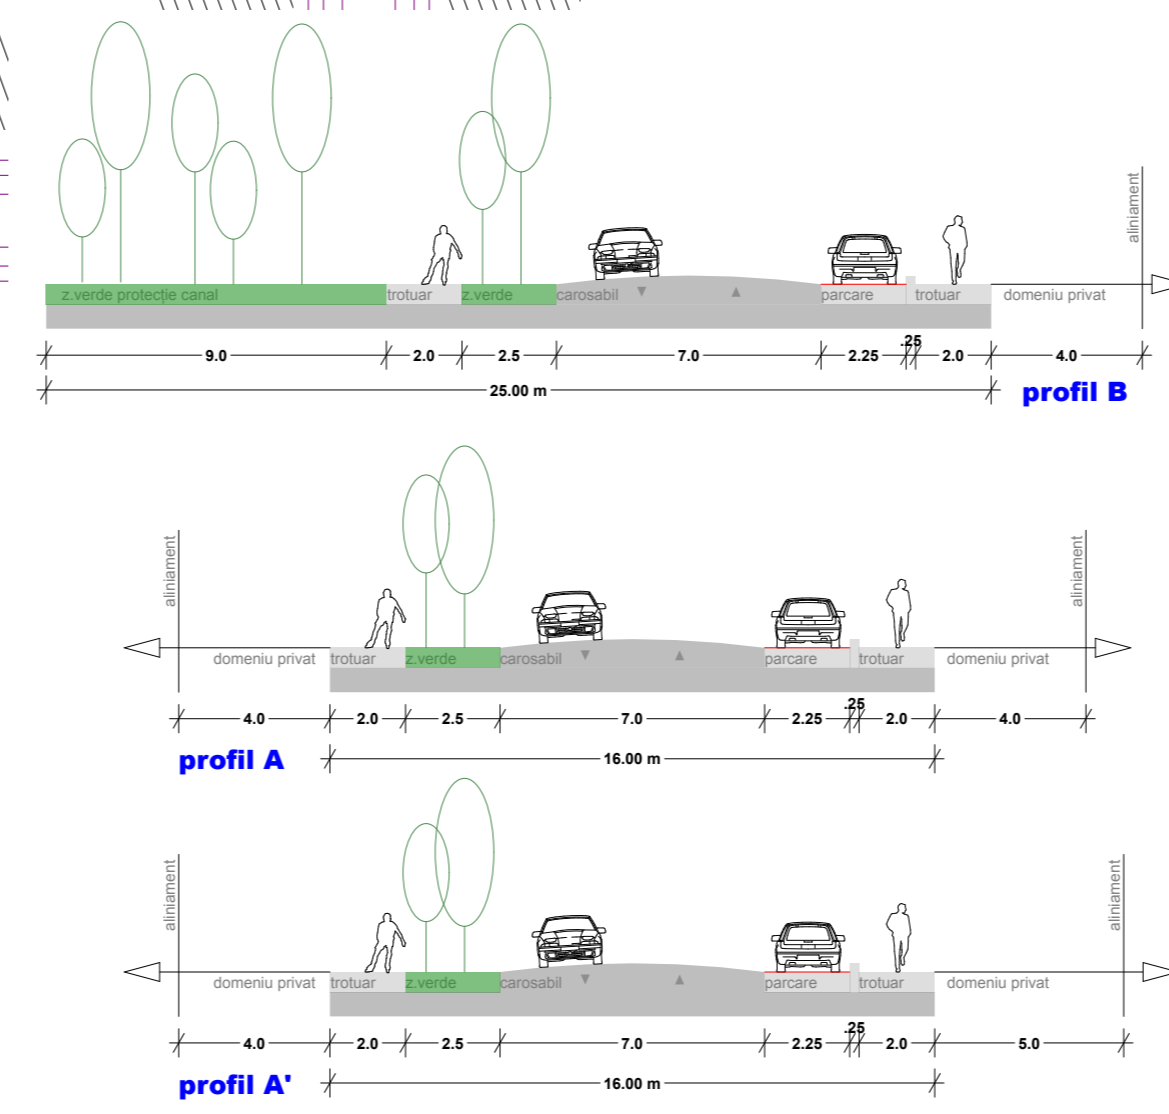 aliniament
z.verde protecție canal trotuar z.verde carosabil parcare trotuar domeniu privat
.25
9.0 2.0 2.5 7.0 2.25 2.0 4.0
25.00 m
profil B
aliniament aliniament
domeniu privat trotuar z.verde carosabil parcare trotuar domeniu privat
.25
4.0 2.0 2.5 7.0 2.25 2.0 4.0
profil A
16.00 m
aliniament aliniament
domeniu privat trotuar z.verde carosabil parcare trotuar domeniu privat
.25
4.0 2.0 2.5 7.0 2.25 2.0 5.0
profil A'
16.00 m